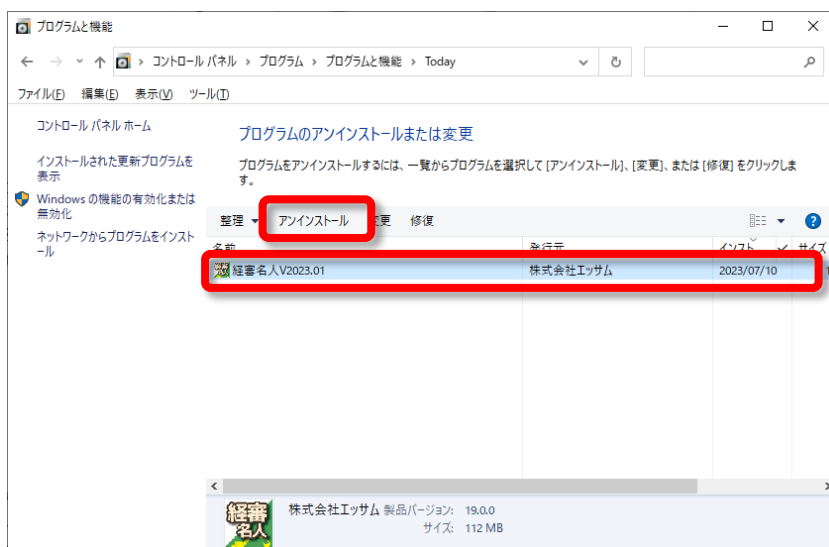 プログラムと機能
コントロール パネル › プログラム › プログラムと機能 › Today
ファイル(F) 編集(E) 表示(V) ツール(T)
コントロール パネル ホーム
インストールされた更新プログラムを
表示
Windows の機能の有効化または
無効化
ネットワークからプログラムをインスト
ール
プログラムのアンインストールまたは変更
プログラムをアンインストールするには、一覧からプログラムを選択して [アンインストール]、[変更]、または [修復] をクリックしま
す。
整理 アンインストール 変更 修復
名前 発行元 インスト サイズ
経審名人V2023.01 株式会社エッサム 2023/07/10 1
経審
名人
株式会社エッサム 製品バージョン: 19.0.0
サイズ: 112 MB